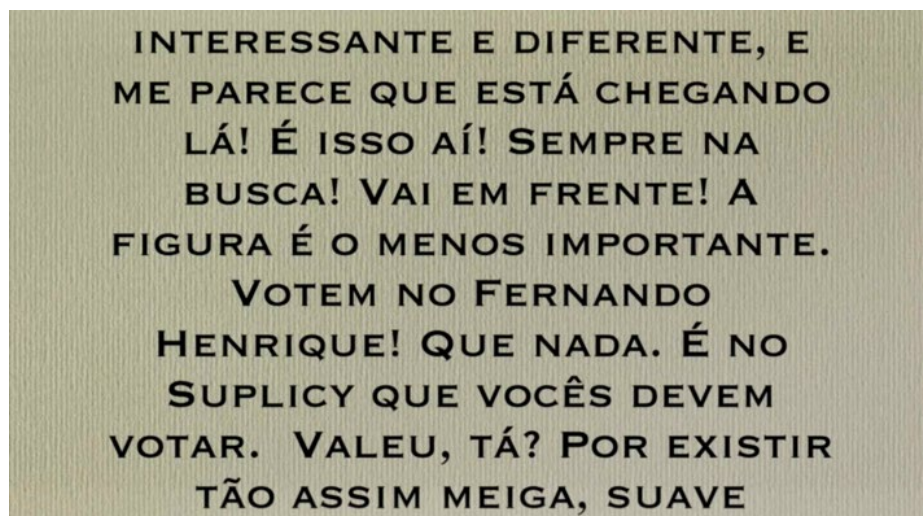 INTERESSANTE E DIFERENTE, E
ME PARECE QUE ESTÁ CHEGANDO
LÁ! É ISSO AÍ! SEMPRE NA
BUSCA! VAI EM FRENTE! A
FIGURA É O MENOS IMPORTANTE.
VOTEM NO FERNANDO
HENRIQUE! QUE NADA. É NO
SUPLICY QUE VOCÊS DEVEM
VOTAR. VALEU, TÁ? POR EXISTIR
TÃO ASSIM MEIGA, SUAVE